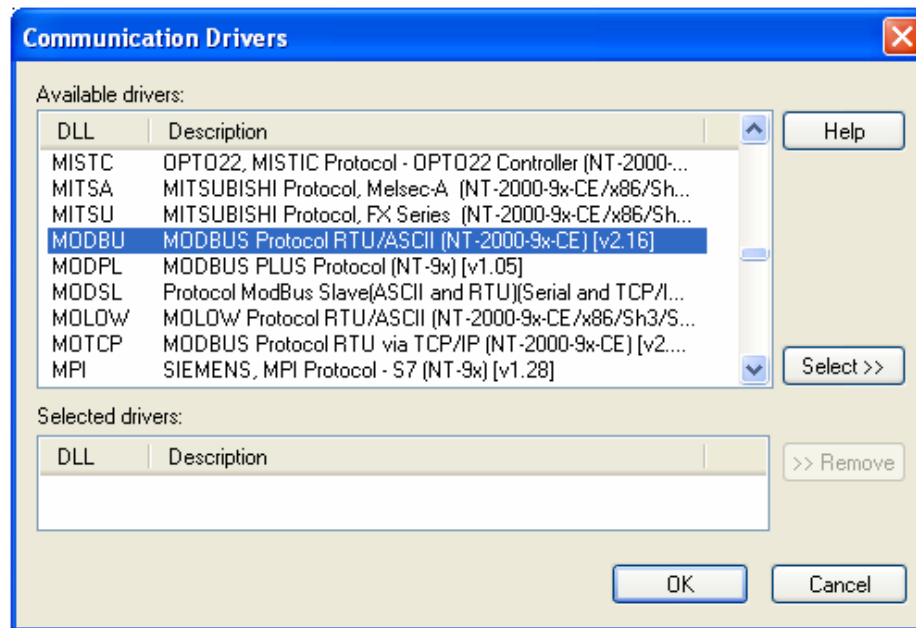 Communication Drivers
Available drivers:
DLL Description
MISTC OPTO22, MISTIC Protocol - OPTO22 Controller (NT-2000-...
MITSA MITSUBISHI Protocol, Melsec-A (NT-2000-9x-CE/x86/Sh...
MITSU MITSUBISHI Protocol, FX Series (NT-2000-9x-CE/x86/Sh...
MODBU MODBUS Protocol RTU/ASCII (NT-2000-9x-CE) [v2.16]
MODPL MODBUS PLUS Protocol (NT-9x) [v1.05]
MODSL Protocol ModBus Slave(ASCII and RTU)(Serial and TCP/I...
MOLOW MOLOW Protocol RTU/ASCII (NT-2000-9x-CE/x86/Sh3/S...
MOTCP MODBUS Protocol RTU via TCP/IP (NT-2000-9x-CE) [v2....
MPI SIEMENS, MPI Protocol - S7 (NT-9x) [v1.28]
Help
Select >>
Selected drivers:
DLL Description
>> Remove
OK Cancel